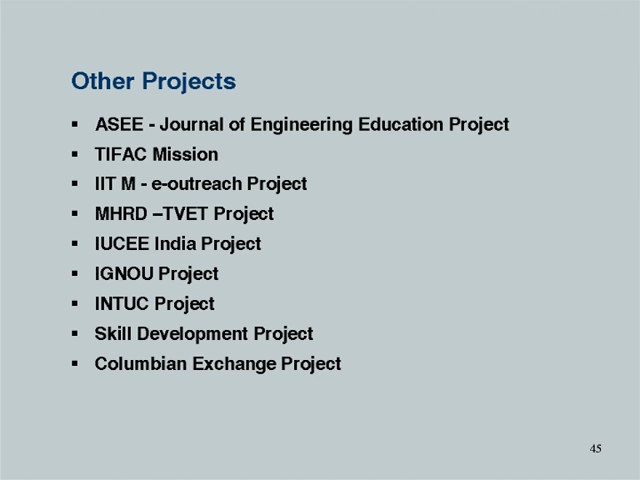 Other Projects
▪ ASEE - Journal of Engineering Education Project
▪ TIFAC Mission
▪ IIT M - e-outreach Project
▪ MHRD –TVET Project
▪ IUCEE India Project
▪ IGNOU Project
▪ INTUC Project
▪ Skill Development Project
▪ Columbian Exchange Project
45